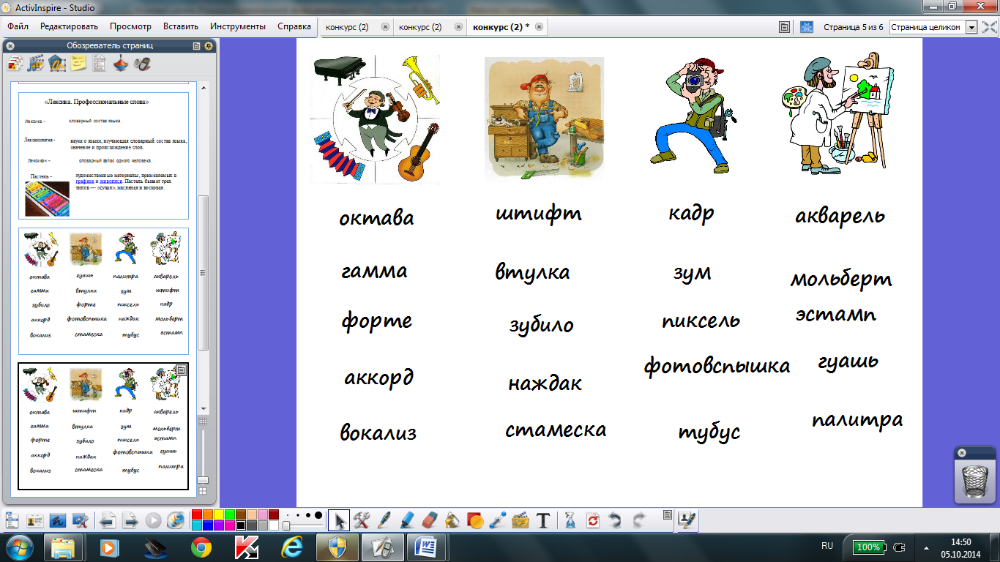 ActivInspire - Studio
Файл Редактировать Просмотр Вставить Инструменты Справка
конкурс (2) конкурс (2) конкурс (2) *
Страница 5 из 6 Страница целиком
Обозреватель страниц
«Лексика. Профессиональные слова»
Лексика - словарный состав языка.
Лексикология - наука о языке, изучающая словарный состав языка,
значение и происхождение слов.
Лексикон – словарный запас одного человека.
Пастель - художественные материалы, применяемых в
графике и живописи. Пастель бывает трех
типов — «сухая», масляная и восковая.
октава гуашь палитра акварель
гамма втулка зум штифт
зубило форте пиксель кадр
аккорд фотовспышка наждак мольберт
вокализ стамеска тубус эстамп
октава штифт кадр акварель
гамма втулка зум мольберт
форте зубило пиксель эстамп
аккорд наждак фотовспышка гуашь
вокализ стамеска тубус палитра
октава штифт кадр акварель
гамма втулка зум мольберт
форте зубило пиксель эстамп
аккорд наждак фотовспышка гуашь
вокализ стамеска тубус палитра
RU 100% 14:50
05.10.2014